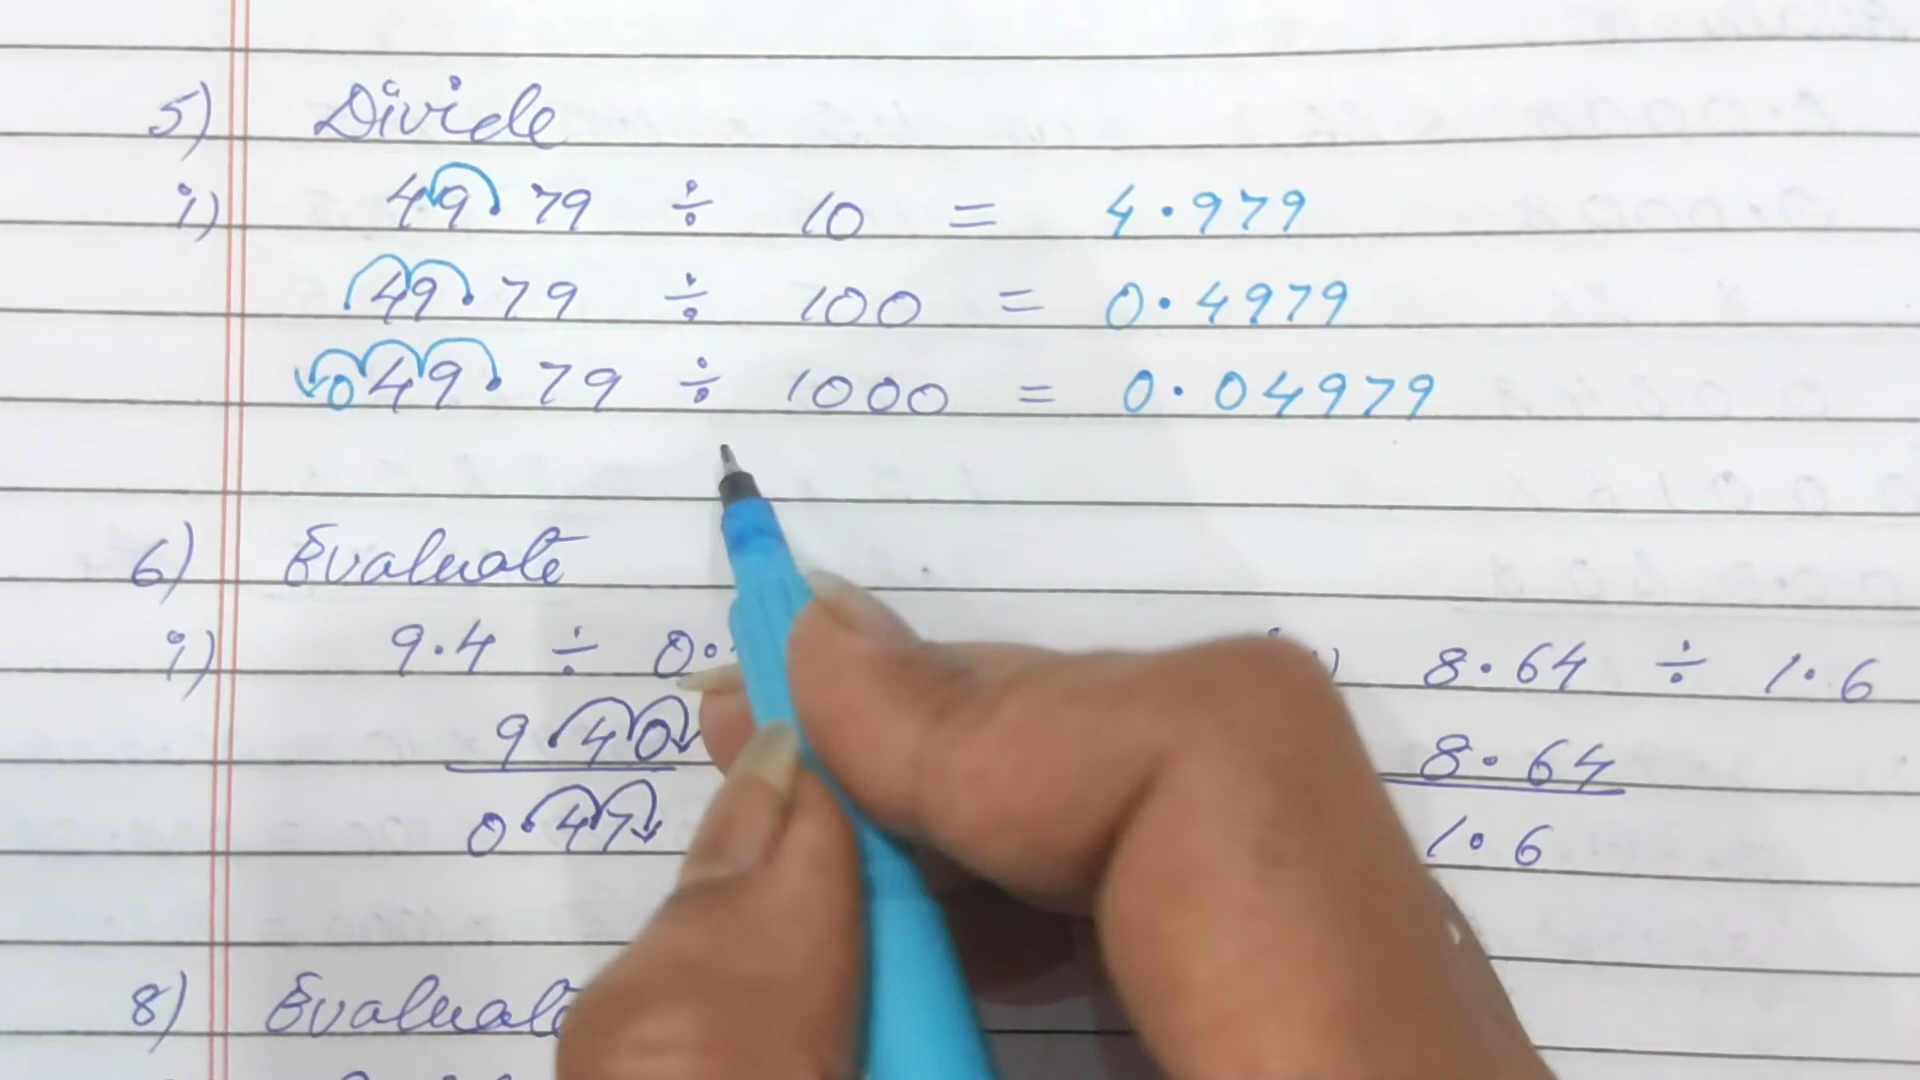 5) Divide
i) 49.79 ÷ 10 = 4.979
49.79 ÷ 100 = 0.4979
049.79 ÷ 1000 = 0.04979
6) Evaluate
i) 9.4 ÷ 0. ) 8.64 ÷ 1.6
9.40 8.64
0.47 1.6
8) Evaluate